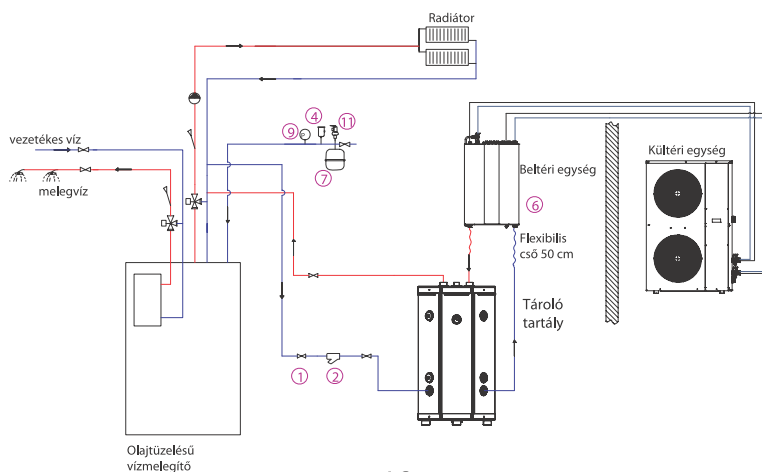 Radiátor
9
4
11
vezetékes víz
7
melegvíz
Beltéri egység
Kültéri egység
6
Flexibilis
cső 50 cm
Tároló
tartály
1
2
Olajtüzelésű
vízmelegítő